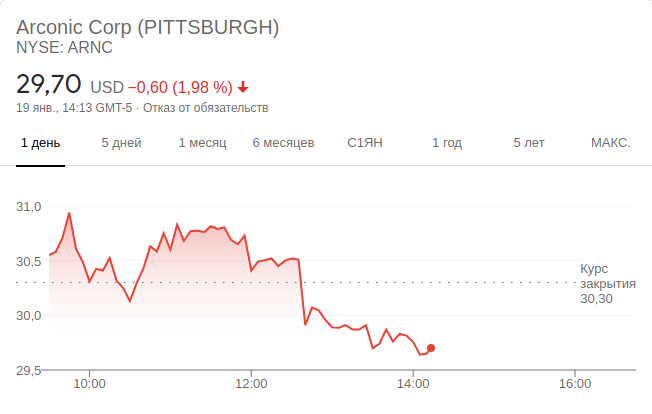 Arconic Corp (PITTSBURGH)
NYSE: ARNC
29,70 USD −0,60 (1,98 %)
19 янв., 14:13 GMT-5 · Отказ от обязательств
1 день 5 дней 1 месяц 6 месяцев С1ЯН 1 год 5 лет МАКС.
31,0
30,5
Курс
закрытия
30,30
30,0
29,5
10:00 12:00 14:00 16:00